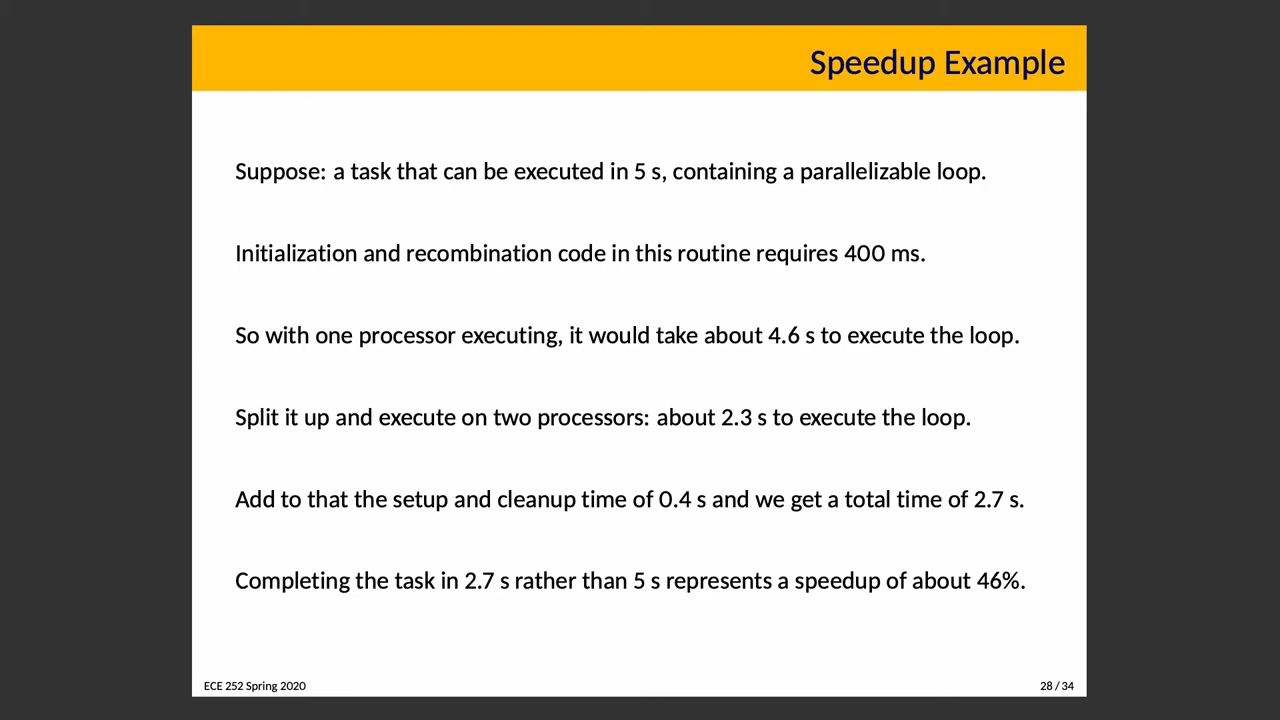 Speedup Example
Suppose: a task that can be executed in 5 s, containing a parallelizable loop.
Initialization and recombination code in this routine requires 400 ms.
So with one processor executing, it would take about 4.6 s to execute the loop.
Split it up and execute on two processors: about 2.3 s to execute the loop.
Add to that the setup and cleanup time of 0.4 s and we get a total time of 2.7 s.
Completing the task in 2.7 s rather than 5 s represents a speedup of about 46%.
ECE 252 Spring 2020
28 / 34